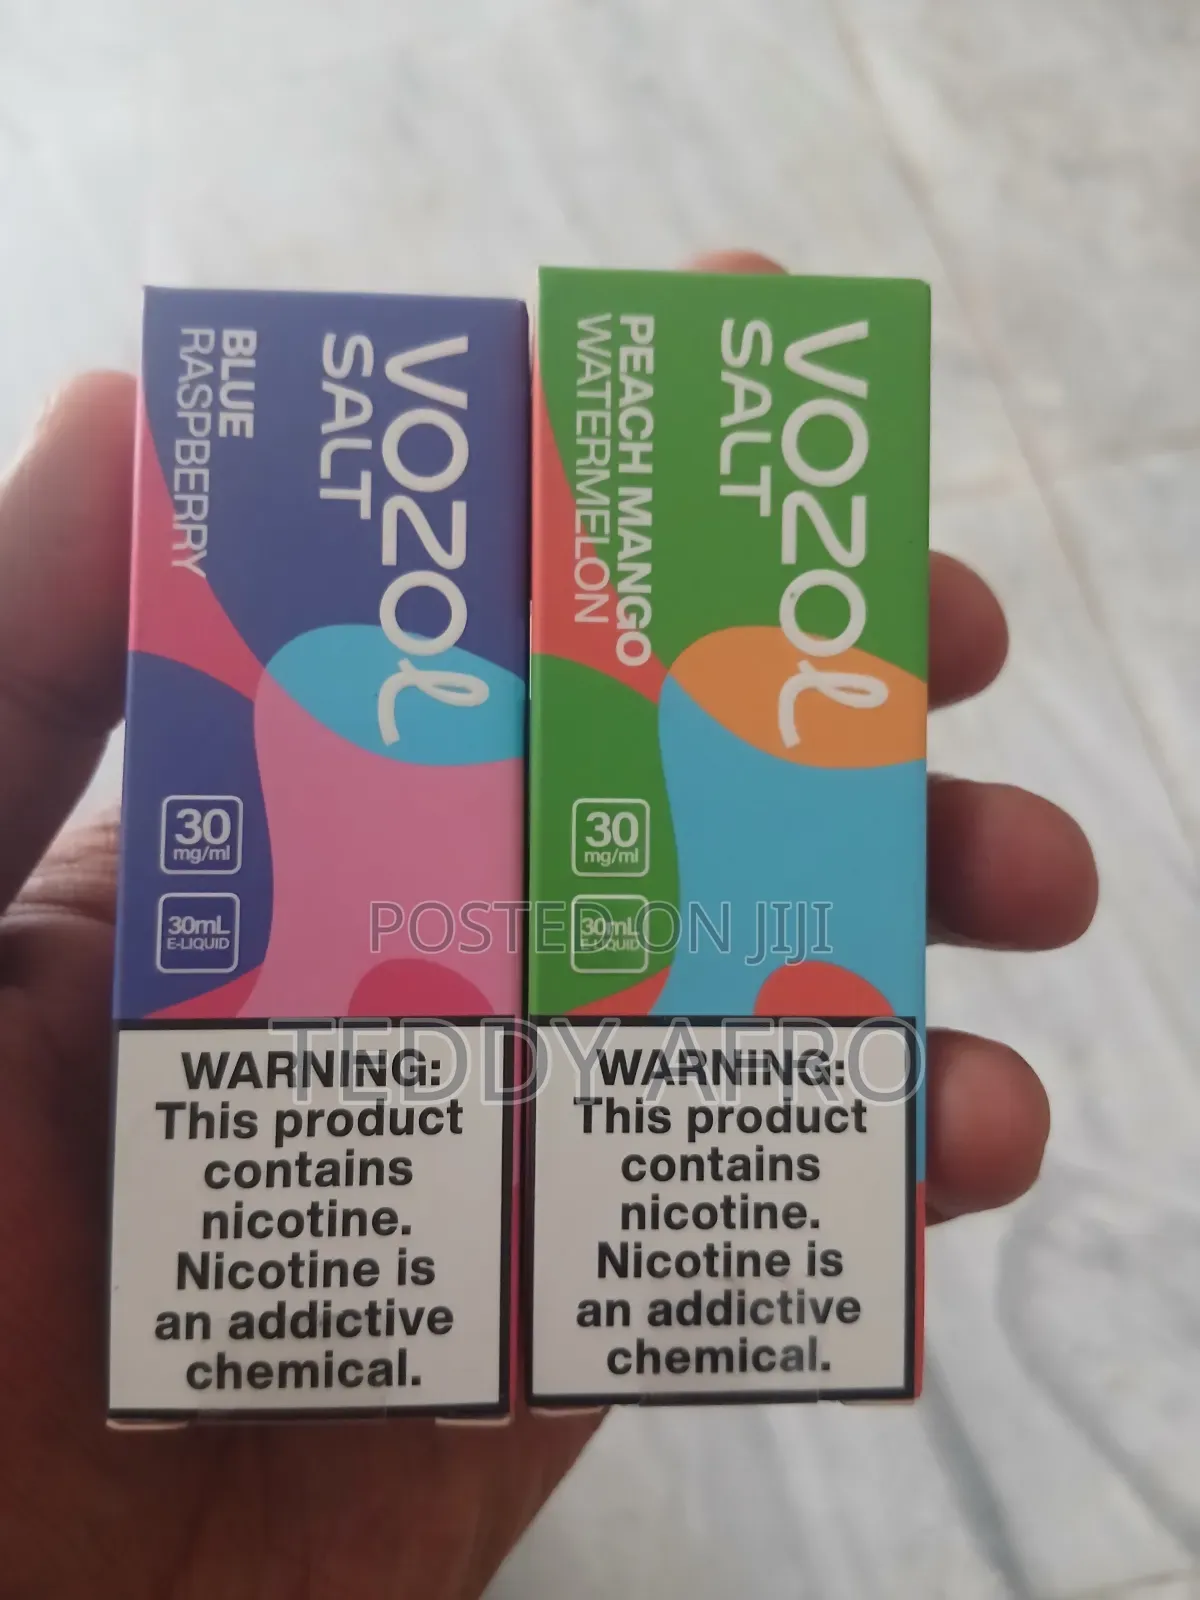 VOZOL
SALT
BLUE
RASPBERRY
30
mg/ml
30mL
E-LIQUID
WARNING:
This product
contains
nicotine.
Nicotine is
an addictive
chemical.
VOZOL
SALT
PEACH MANGO
WATERMELON
30
mg/ml
30mL
E-LIQUID
WARNING:
This product
contains
nicotine.
Nicotine is
an addictive
chemical.
POSTED ON JIJI
TEDDY AFRO